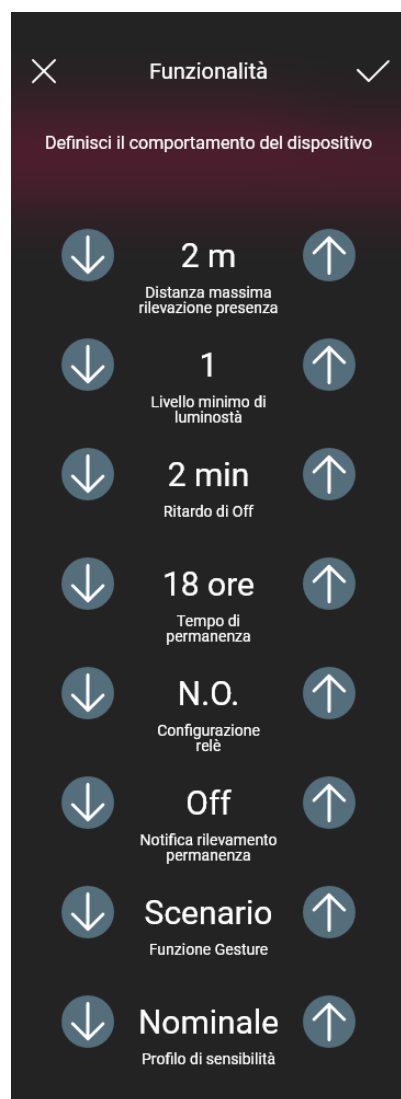 Funzionalità
Definisci il comportamento del dispositivo
2 m
Distanza massima
rilevazione presenza
1
Livello minimo di
luminostà
2 min
Ritardo di Off
18 ore
Tempo di
permanenza
N.O.
Configurazione
relè
Off
Notifica rilevamento
permanenza
Scenario
Funzione Gesture
Nominale
Profilo di sensibilità